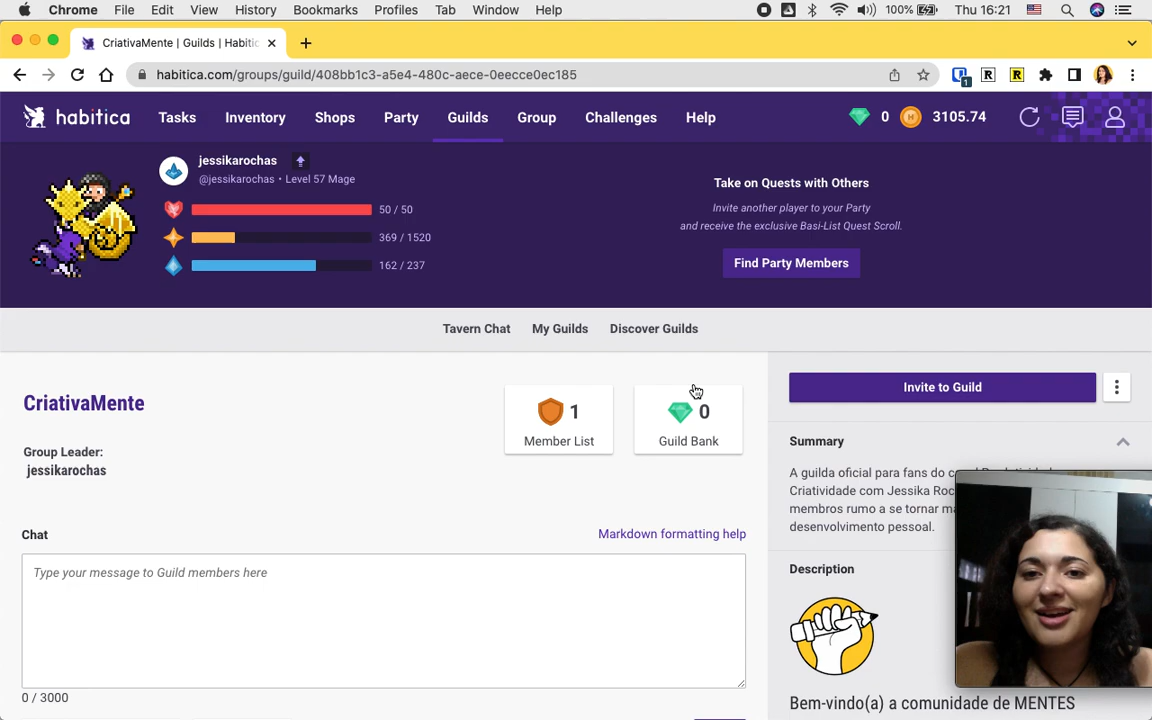 Chrome File Edit View History Bookmarks Profiles Tab Window Help 100% Thu 16:21
CriativaMente | Guilds | Habitic
habitica.com/groups/guild/408bb1c3-a5e4-480c-aece-0eecce0ec185
habitica Tasks Inventory Shops Party Guilds Group Challenges Help 0 3105.74
jessikarochas
@jessikarochas • Level 57 Mage
50 / 50
369 / 1520
162 / 237
Take on Quests with Others
Invite another player to your Party
and receive the exclusive Basi-List Quest Scroll.
Find Party Members
Tavern Chat My Guilds Discover Guilds
CriativaMente
Group Leader:
jessikarochas
1
Member List
0
Guild Bank
Invite to Guild
Summary
A guilda oficial para fans do
Criatividade com Jessika
membros rumo a se tornar
desenvolvimento pessoal.
Chat
Markdown formatting help
Type your message to Guild members here
0 / 3000
Description
Bem-vindo(a) a comunidade de MENTES